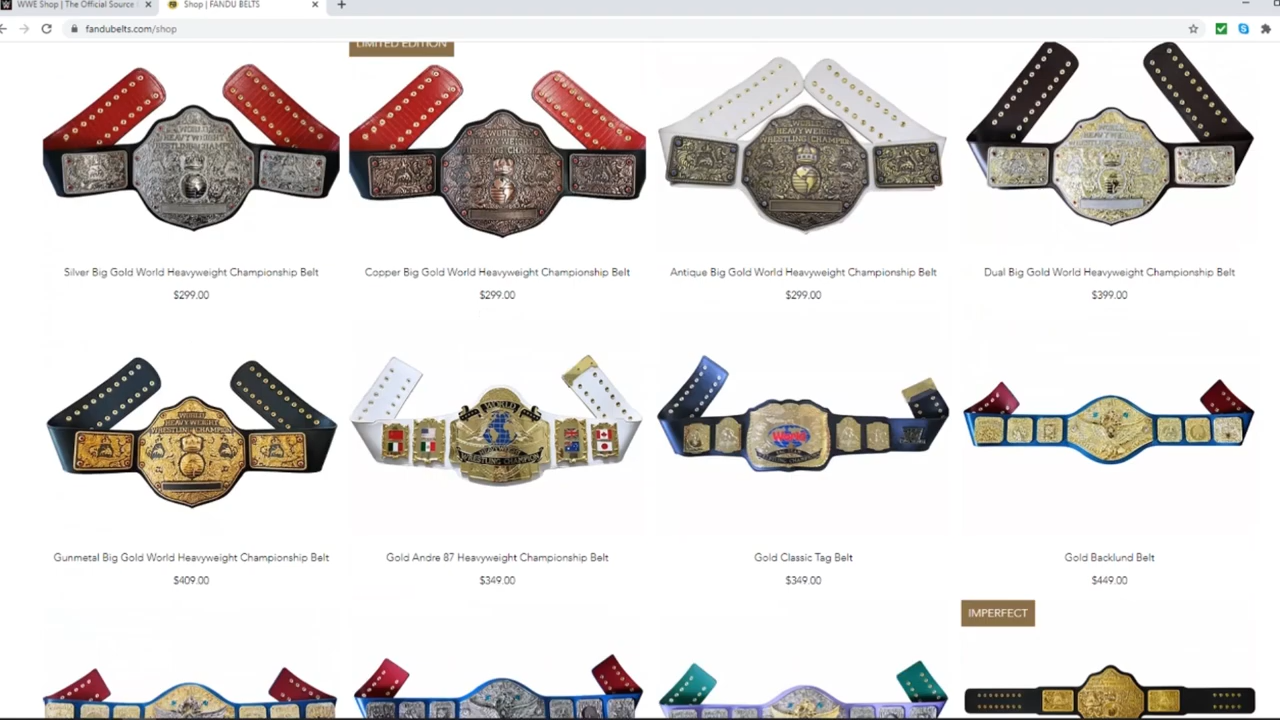 WWE Shop | The Official Source
Shop | FANDU BELTS
fandubelts.com/shop
LIMITED EDITION
Silver Big Gold World Heavyweight Championship Belt
$299.00
Copper Big Gold World Heavyweight Championship Belt
$299.00
Antique Big Gold World Heavyweight Championship Belt
$299.00
Dual Big Gold World Heavyweight Championship Belt
$399.00
Gunmetal Big Gold World Heavyweight Championship Belt
$409.00
Gold Andre 87 Heavyweight Championship Belt
$349.00
Gold Classic Tag Belt
$349.00
Gold Backlund Belt
$449.00
IMPERFECT